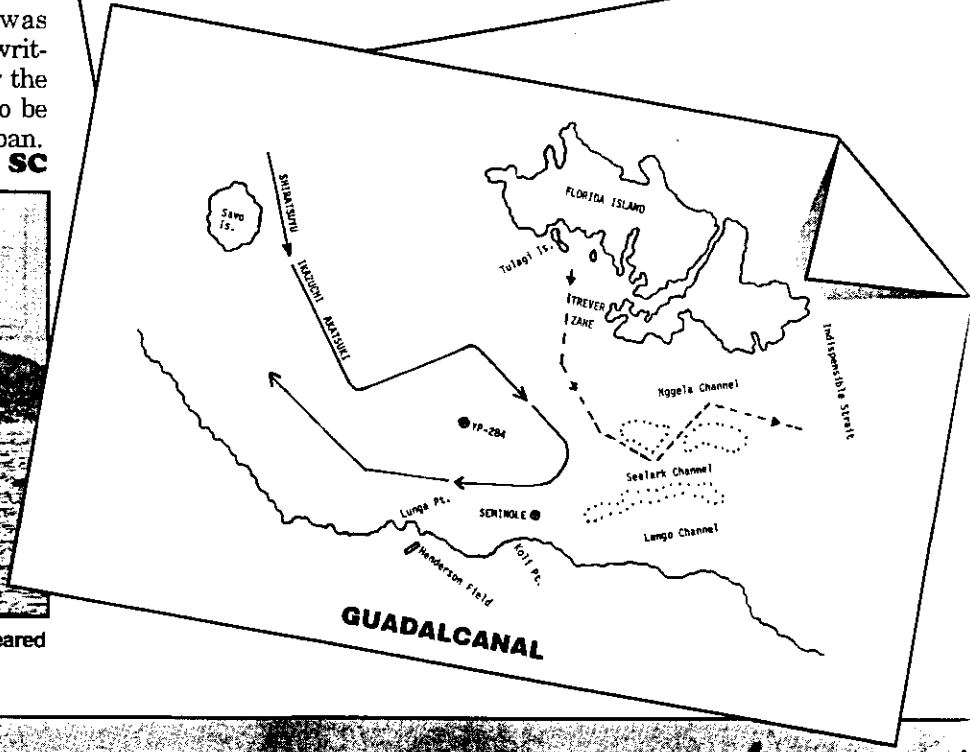 was
writ-
the
o be
pan.
SC
eared
Savo
Is.
SHIRATSUYU
IKAZUCHI AKATSUKI
FLORIDA ISLAND
Tulagi Is.
TREVER
ZANE
Indispensible Strait
Nggela Channel
YP-284
Sealark Channel
Lunga Pt.
SEMINOLE
Lengo Channel
Koli Pt.
Henderson Field
GUADALCANAL